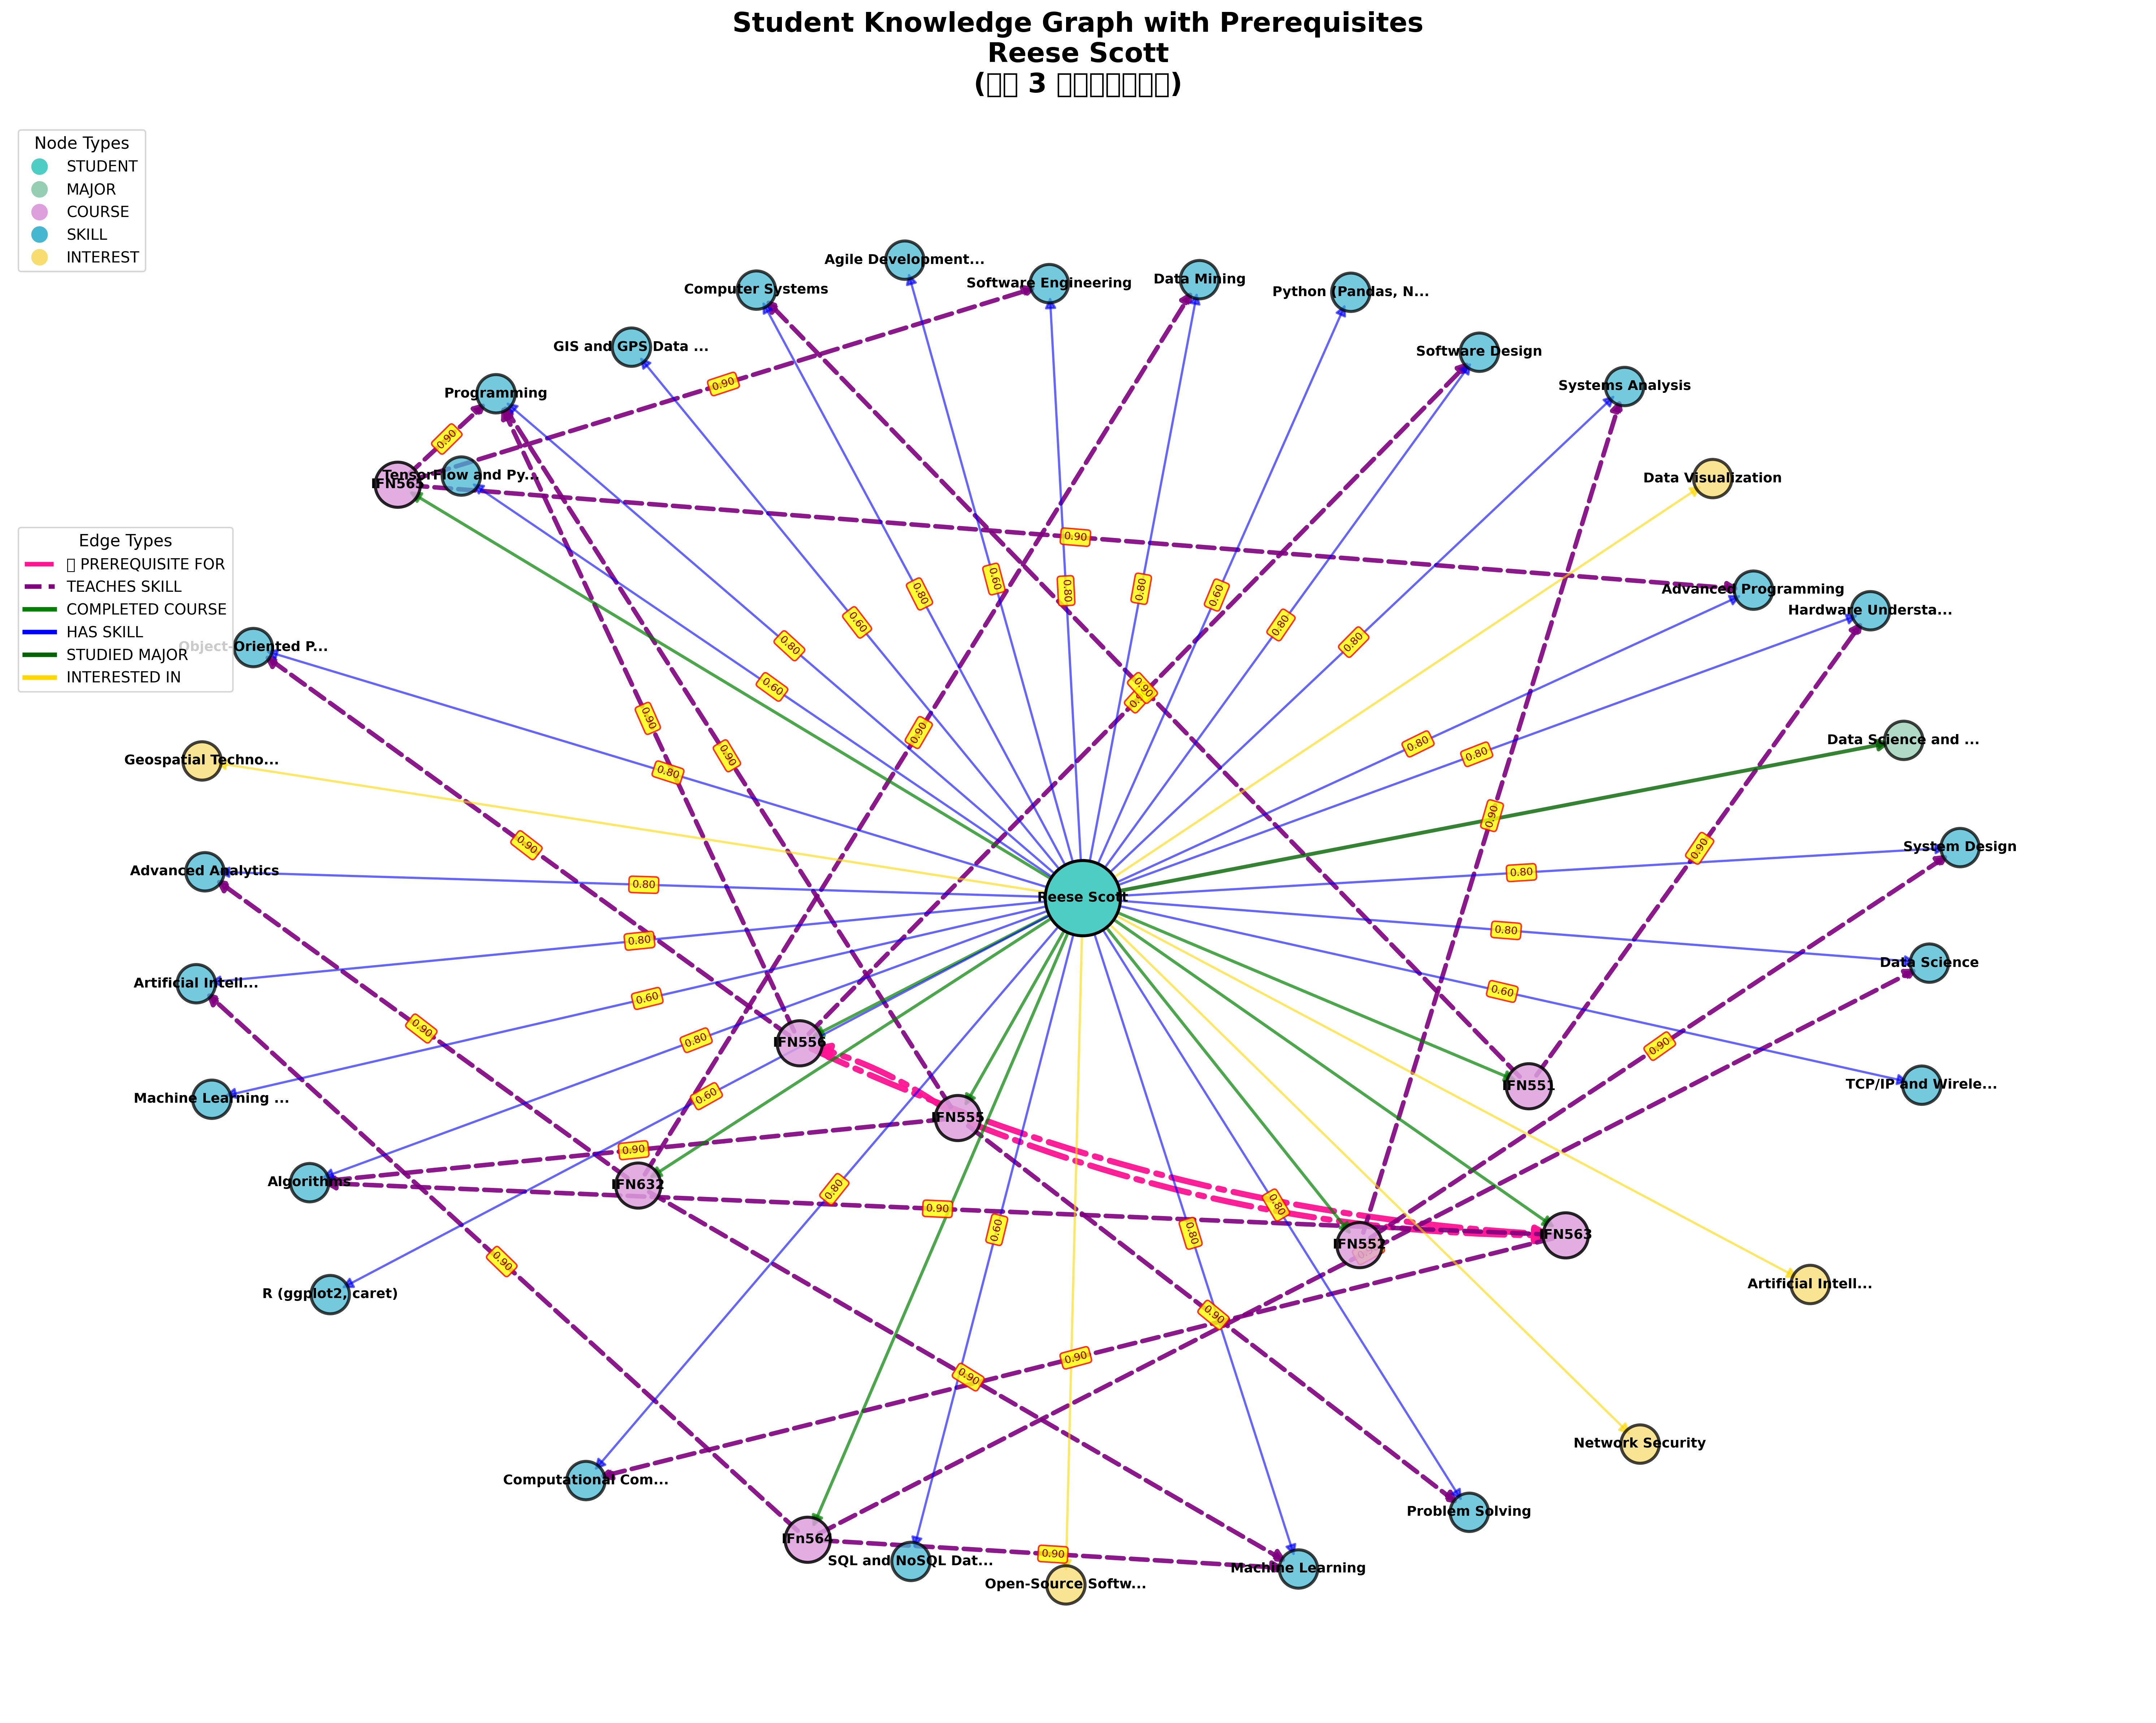 Student Knowledge Graph with Prerequisites
Reese Scott
(□□ 3 □□□□□□□)
Node Types
STUDENT
MAJOR
COURSE
SKILL
INTEREST
Edge Types
□ PREREQUISITE FOR
TEACHES SKILL
COMPLETED COURSE
HAS SKILL
STUDIED MAJOR
INTERESTED IN
Agile Development...
Software Engineering
Data Mining
Computer Systems
Python (Pandas, N...
GIS and GPS Data ...
Software Design
Systems Analysis
Programming
0.90
0.90
TensorFlow and Py...
IFN565
Data Visualization
0.90
0.60
0.80
0.80
0.60
0.80
0.60
0.80
Advanced Programming
Hardware Understa...
0.80
0.80
Object-Oriented P...
0.60
0.90
0.90
0.90
0.90
0.80
0.80
Data Science and ...
Geospatial Techno...
0.90
0.80
0.90
0.90
0.90
System Design
Advanced Analytics
0.80
0.80
Reese Scott
0.80
0.80
Data Science
Artificial Intell...
0.60
0.60
0.90
0.80
IFN556
0.90
Machine Learning ...
0.60
IFN551
TCP/IP and Wirele...
IFN555
0.90
Algorithms
IFN632
0.80
0.90
0.80
0.60
0.80
IFN563
IFN552
0.90
R (ggplot2, caret)
Artificial Intell...
0.90
0.90
0.90
Network Security
Computational Com...
Problem Solving
IFn564
0.90
SQL and NoSQL Dat...
Machine Learning
Open-Source Softw...